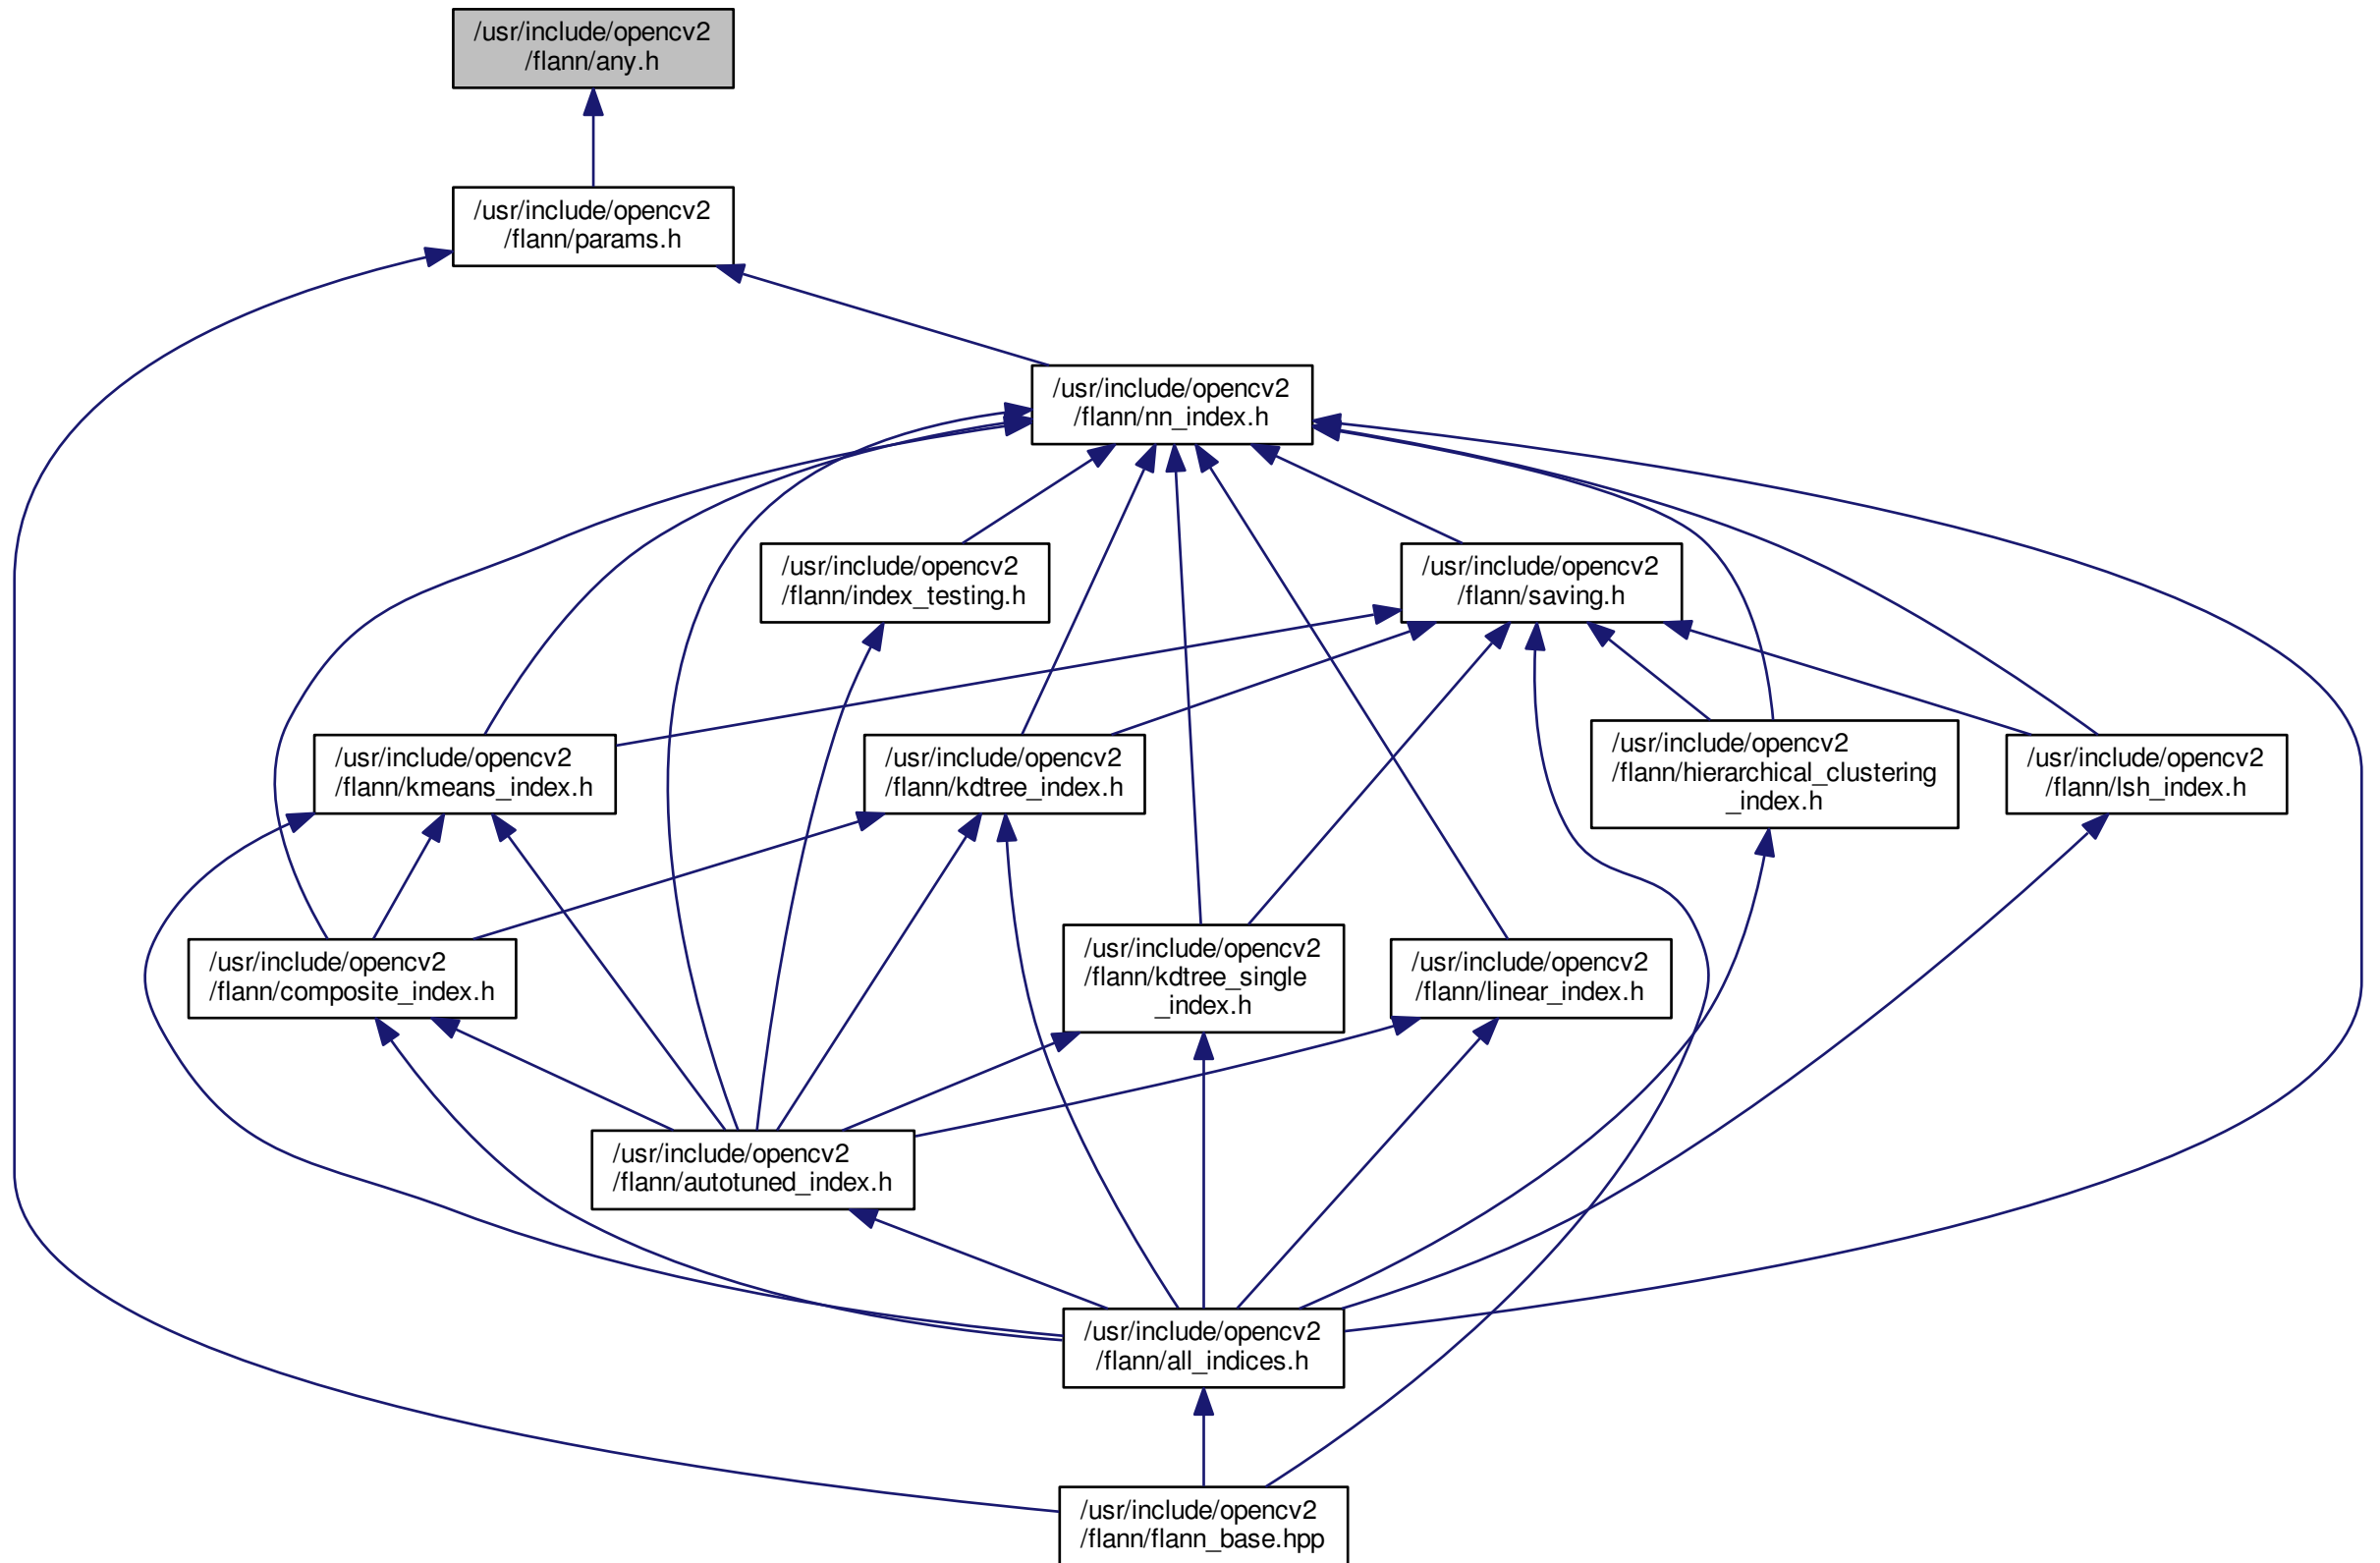 /usr/include/opencv2
/flann/any.h
/usr/include/opencv2
/flann/params.h
/usr/include/opencv2
/flann/nn_index.h
/usr/include/opencv2
/flann/index_testing.h
/usr/include/opencv2
/flann/saving.h
/usr/include/opencv2
/flann/kmeans_index.h
/usr/include/opencv2
/flann/kdtree_index.h
/usr/include/opencv2
/flann/hierarchical_clustering
_index.h
/usr/include/opencv2
/flann/lsh_index.h
/usr/include/opencv2
/flann/composite_index.h
/usr/include/opencv2
/flann/kdtree_single
_index.h
/usr/include/opencv2
/flann/linear_index.h
/usr/include/opencv2
/flann/autotuned_index.h
/usr/include/opencv2
/flann/all_indices.h
/usr/include/opencv2
/flann/flann_base.hpp